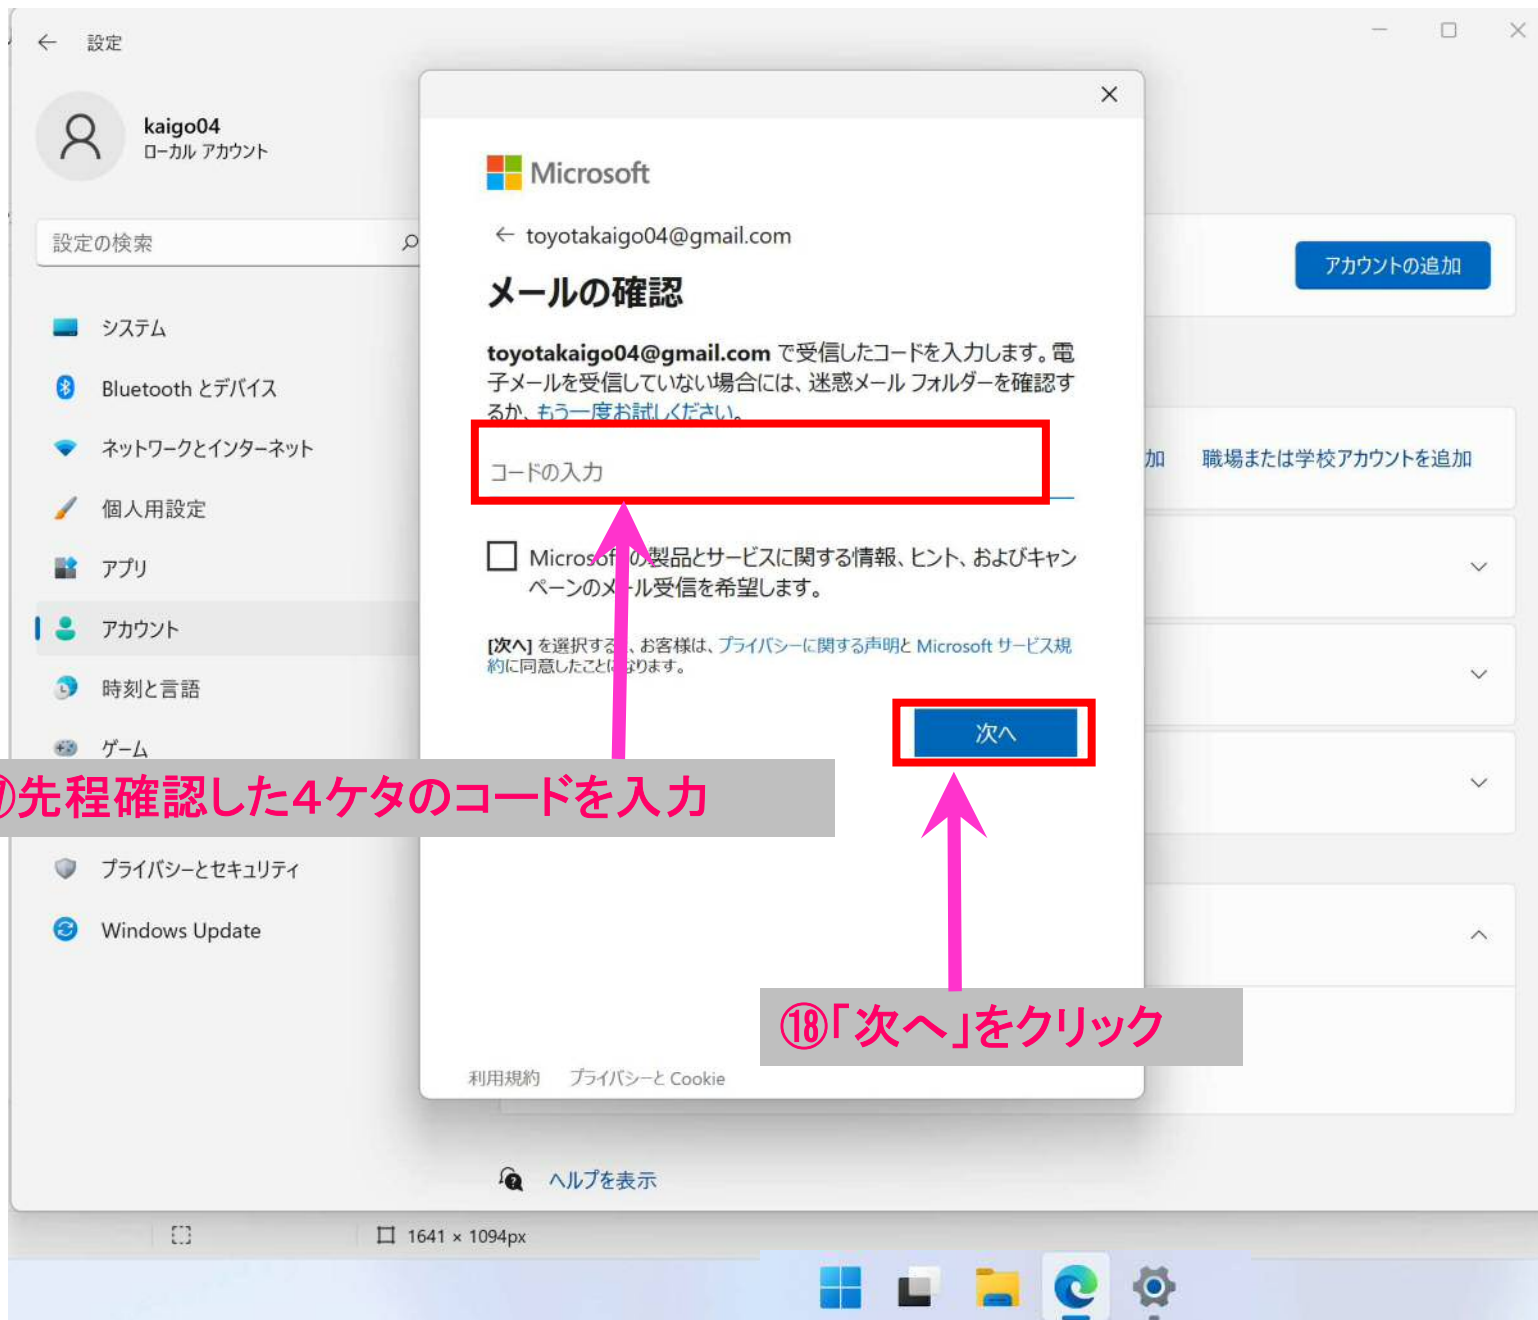 設定
kaigo04
ローカル アカウント
設定の検索
システム
Bluetooth とデバイス
ネットワークとインターネット
個人用設定
アプリ
アカウント
時刻と言語
ゲーム
プライバシーとセキュリティ
Windows Update
Microsoft
← toyotakaigo04@gmail.com
メールの確認
toyotakaigo04@gmail.com で受信したコードを入力します。電
子メールを受信していない場合には、迷惑メール フォルダーを確認す
るか、もう一度お試しください。
コードの入力
Microsoft の製品とサービスに関する情報、ヒント、およびキャン
ペーンのメール受信を希望します。
[次へ] を選択する、お客様は、プライバシーに関する声明と Microsoft サービス規
約に同意したことになります。
次へ
⑰先程確認した4ケタのコードを入力
⑱「次へ」をクリック
利用規約 プライバシーと Cookie
アカウントの追加
加 職場または学校アカウントを追加
ヘルプを表示
1641 × 1094px